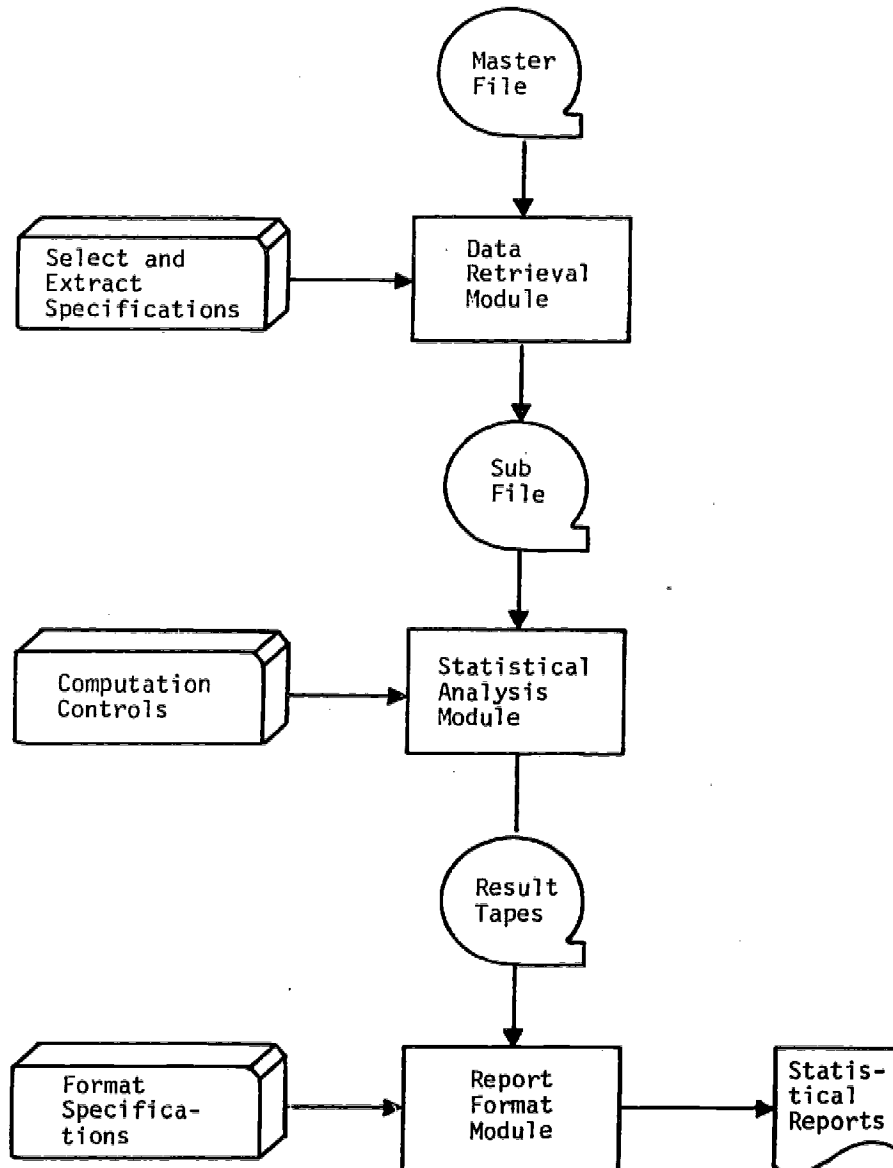 Master
File
Select and
Extract
Specifications
Data
Retrieval
Module
Sub
File
Computation
Controls
Statistical
Analysis
Module
Result
Tapes
Format
Specifica-
tions
Report
Format
Module
Statis-
tical
Reports